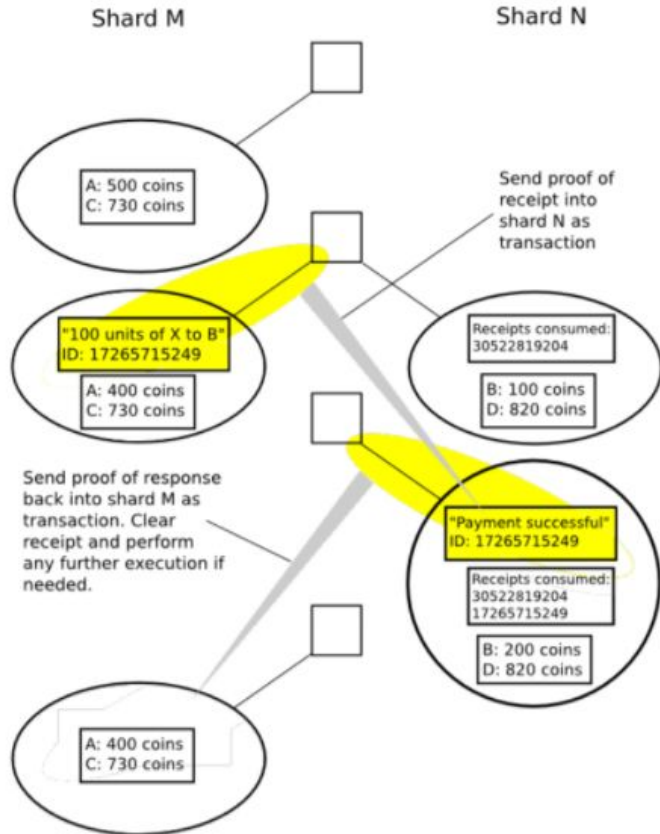 Shard M
Shard N
A: 500 coins
C: 730 coins
Send proof of
receipt into
shard N as
transaction
"100 units of X to B"
ID: 17265715249
A: 400 coins
C: 730 coins
Receipts consumed:
30522819204
B: 100 coins
D: 820 coins
Send proof of response
back into shard M as
transaction. Clear
receipt and perform
any further execution if
needed.
"Payment successful"
ID: 17265715249
Receipts consumed:
30522819204
17265715249
B: 200 coins
D: 820 coins
A: 400 coins
C: 730 coins